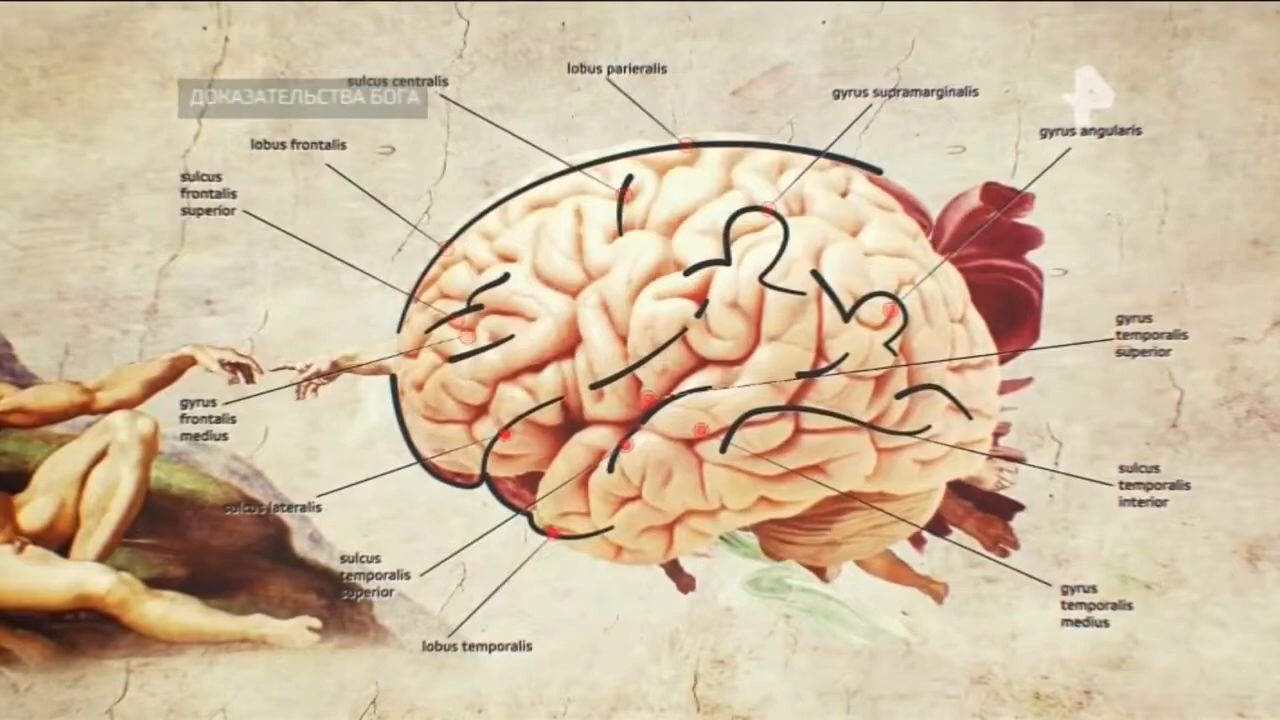 sulcus centralis
lobus parieralis
gyrus supramarginalis
ДОКАЗАТЕЛЬСТВА БОГА
gyrus angularis
lobus frontalis
sulcus
frontalis
superior
gyrus
temporalis
superior
gyrus
frontalis
medius
sulcus
temporalis
interior
sulcus lateralis
sulcus
temporalis
superior
gyrus
temporalis
medius
lobus temporalis